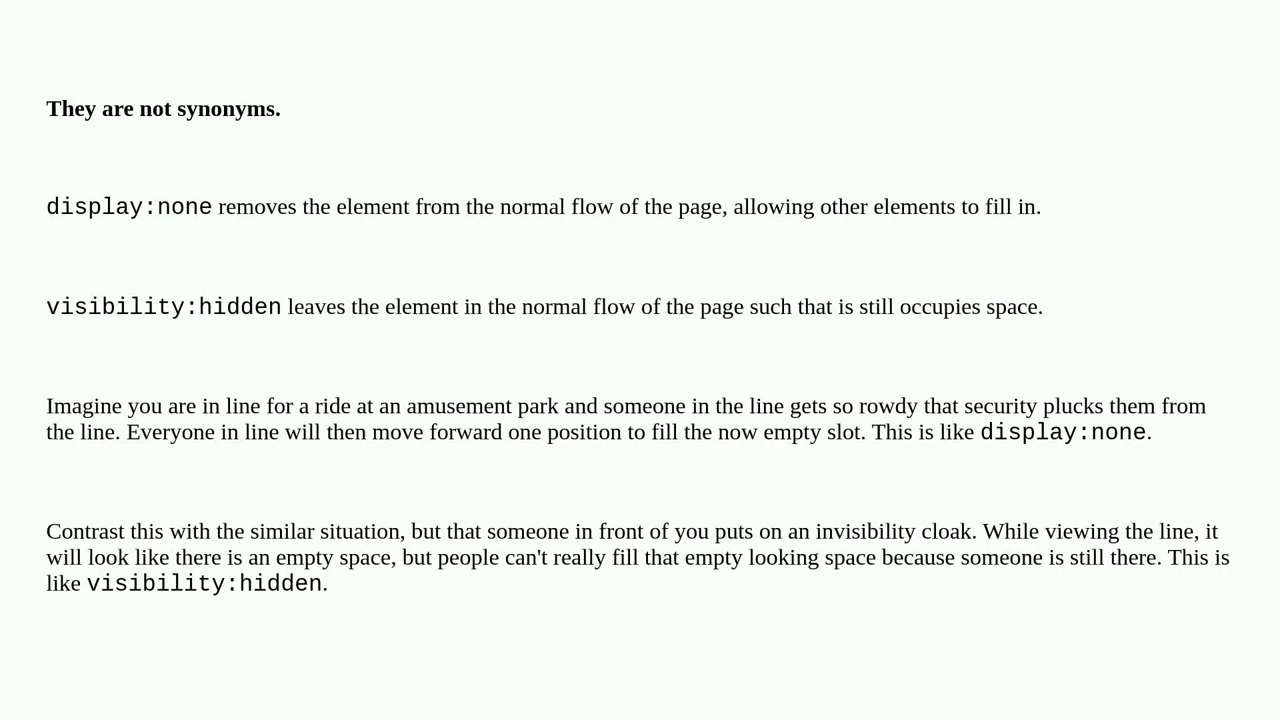 They are not synonyms.
display:none removes the element from the normal flow of the page, allowing other elements to fill in.
visibility:hidden leaves the element in the normal flow of the page such that is still occupies space.
Imagine you are in line for a ride at an amusement park and someone in the line gets so rowdy that security plucks them from
the line. Everyone in line will then move forward one position to fill the now empty slot. This is like display:none.
Contrast this with the similar situation, but that someone in front of you puts on an invisibility cloak. While viewing the line, it
will look like there is an empty space, but people can't really fill that empty looking space because someone is still there. This is
like visibility:hidden.